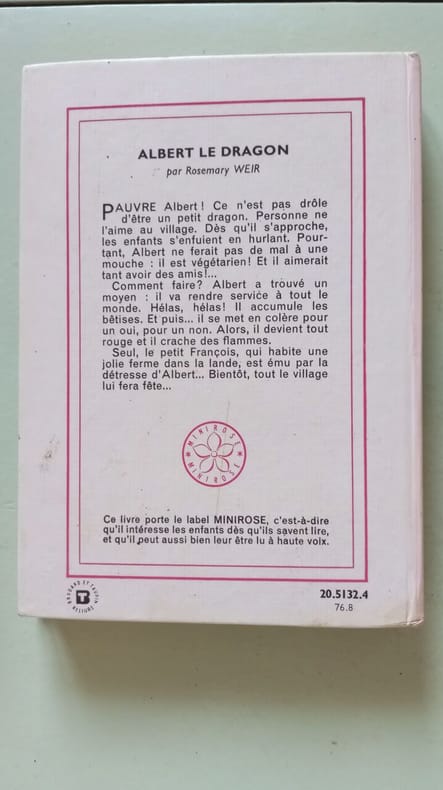 ALBERT LE DRAGON
par Rosemary WEIR
PAUVRE Albert! Ce n'est pas drôle
d'être un petit dragon. Personne ne
l'aime au village. Dès qu'il s'approche,
les enfants s'enfuient en hurlant. Pour-
tant, Albert ne ferait pas de mal à une
mouche : il est végétarien! Et il aimerait
tant avoir des amis!...
Comment faire? Albert a trouvé un
moyen : il va rendre service à tout le
monde. Hélas, hélas! Il accumule les
bêtises. Et puis... il se met en colère pour
un oui, pour un non. Alors, il devient tout
rouge et il crache des flammes.
Seul, le petit François, qui habite une
jolie ferme dans la lande, est ému par la
détresse d'Albert... Bientôt, tout le village
lui fera fête...
MINIROSE
MINIROSE
Ce livre porte le label MINIROSE, c'est-à-dire
qu'il intéresse les enfants dès qu'ils savent lire,
et qu'il peut aussi bien leur être lu à haute voix.
BRODARD ET TAUPIN
RELIURE
20.5132.4
76.8